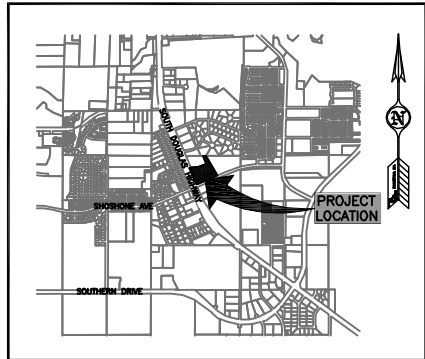 SOUTH DOUGLAS HIGHWAY
N
SHOSHONE AVE
PROJECT
LOCATION
SOUTHERN DRIVE